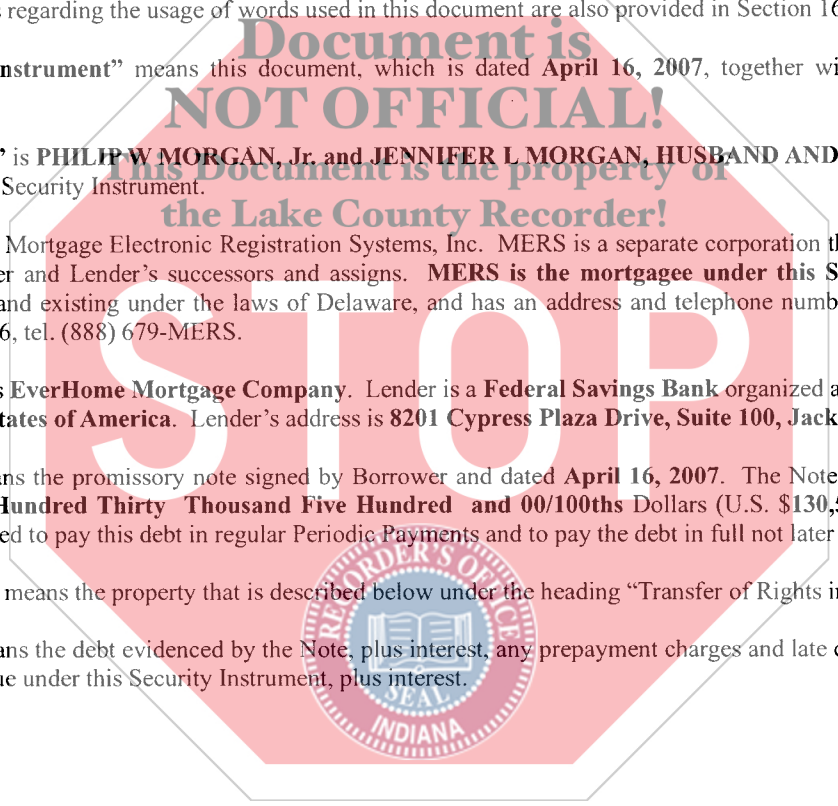 s regarding the usage of words used in this document are also provided in Section 16
Document is
nstrument” means this document, which is dated April 16, 2007, together wi
NOT OFFICIAL!
” is PHILIP W MORGAN, Jr. and JENNIFER L MORGAN, HUSBAND AND
This Document is the property of
Security Instrument.
the Lake County Recorder!
Mortgage Electronic Registration Systems, Inc. MERS is a separate corporation th
er and Lender’s successors and assigns. MERS is the mortgagee under this S
and existing under the laws of Delaware, and has an address and telephone numb
6, tel. (888) 679-MERS.
STOP
s EverHome Mortgage Company. Lender is a Federal Savings Bank organized a
tates of America. Lender’s address is 8201 Cypress Plaza Drive, Suite 100, Jack
ans the promissory note signed by Borrower and dated April 16, 2007. The Note
Hundred Thirty Thousand Five Hundred and 00/100ths Dollars (U.S. $130,5
ed to pay this debt in regular Periodic Payments and to pay the debt in full not later
means the property that is described below under the heading “Transfer of Rights i
ans the debt evidenced by the Note, plus interest, any prepayment charges and late c
ue under this Security Instrument, plus interest.
RECORDER'S OFFICE
SEAL
INDIANA